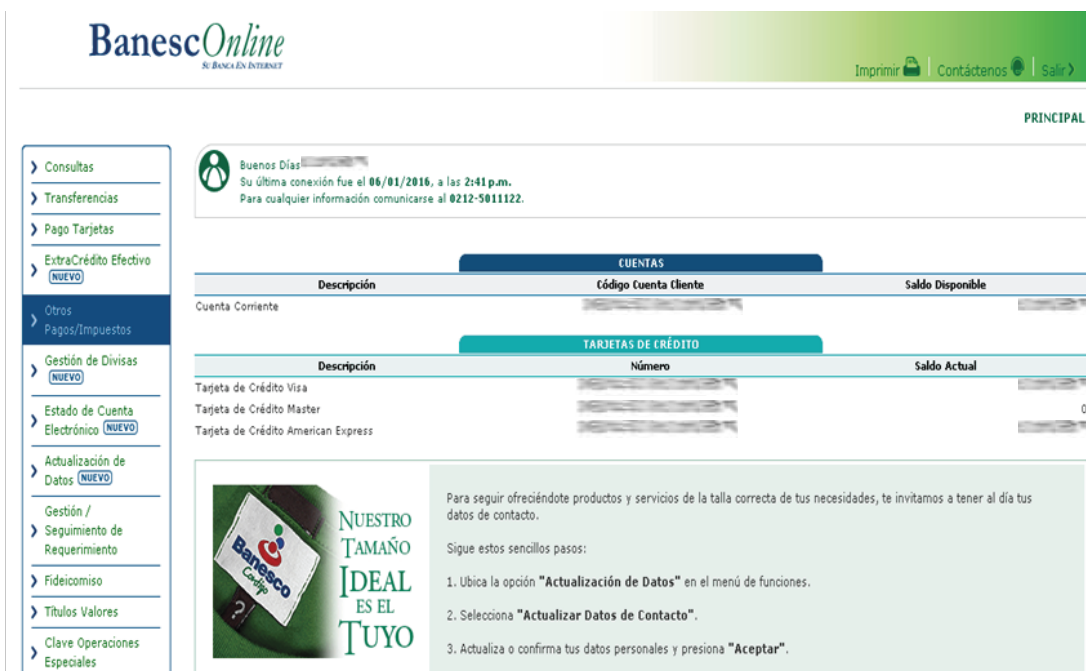 BanescOnline
SU BANCA EN INTERNET
Imprimir
Contáctenos
Salir
PRINCIPAL
Consultas
Transferencias
Pago Tarjetas
ExtraCrédito Efectivo
NUEVO
Otros
Pagos/Impuestos
Gestión de Divisas
NUEVO
Estado de Cuenta
Electrónico NUEVO
Actualización de
Datos NUEVO
Gestión /
Seguimiento de
Requerimiento
Fideicomiso
Títulos Valores
Clave Operaciones
Especiales
Buenos Días
Su última conexión fue el 06/01/2016, a las 2:41 p.m.
Para cualquier información comunicarse al 0212-5011122.
CUENTAS
Descripción Código Cuenta Cliente Saldo Disponible
Cuenta Corriente
TARJETAS DE CRÉDITO
Descripción Número Saldo Actual
Tarjeta de Crédito Visa
Tarjeta de Crédito Master 0
Tarjeta de Crédito American Express
Banesco
Contigo
?
NUESTRO
TAMAÑO
IDEAL
ES EL
TUYO
Para seguir ofreciéndote productos y servicios de la talla correcta de tus necesidades, te invitamos a tener al día tus
datos de contacto.
Sigue estos sencillos pasos:
1. Ubica la opción "Actualización de Datos" en el menú de funciones.
2. Selecciona "Actualizar Datos de Contacto".
3. Actualiza o confirma tus datos personales y presiona "Aceptar".